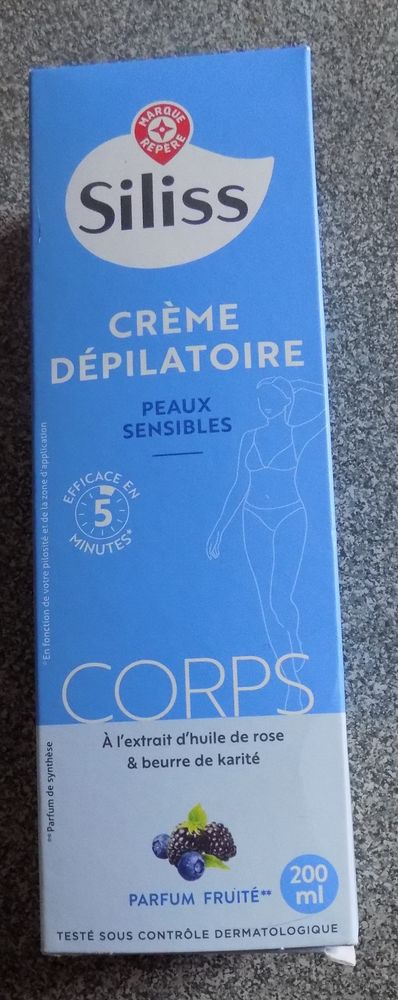 MARQUE
REPÈRE
Siliss
CRÈME
DÉPILATOIRE
PEAUX
SENSIBLES
EFFICACE EN
5
MINUTES*
*En fonction de votre pilosité et de la zone d'application
CORPS
À l'extrait d'huile de rose
& beurre de karité
** Parfum de synthèse
PARFUM FRUITÉ**
200
ml
TESTÉ SOUS CONTRÔLE DERMATOLOGIQUE